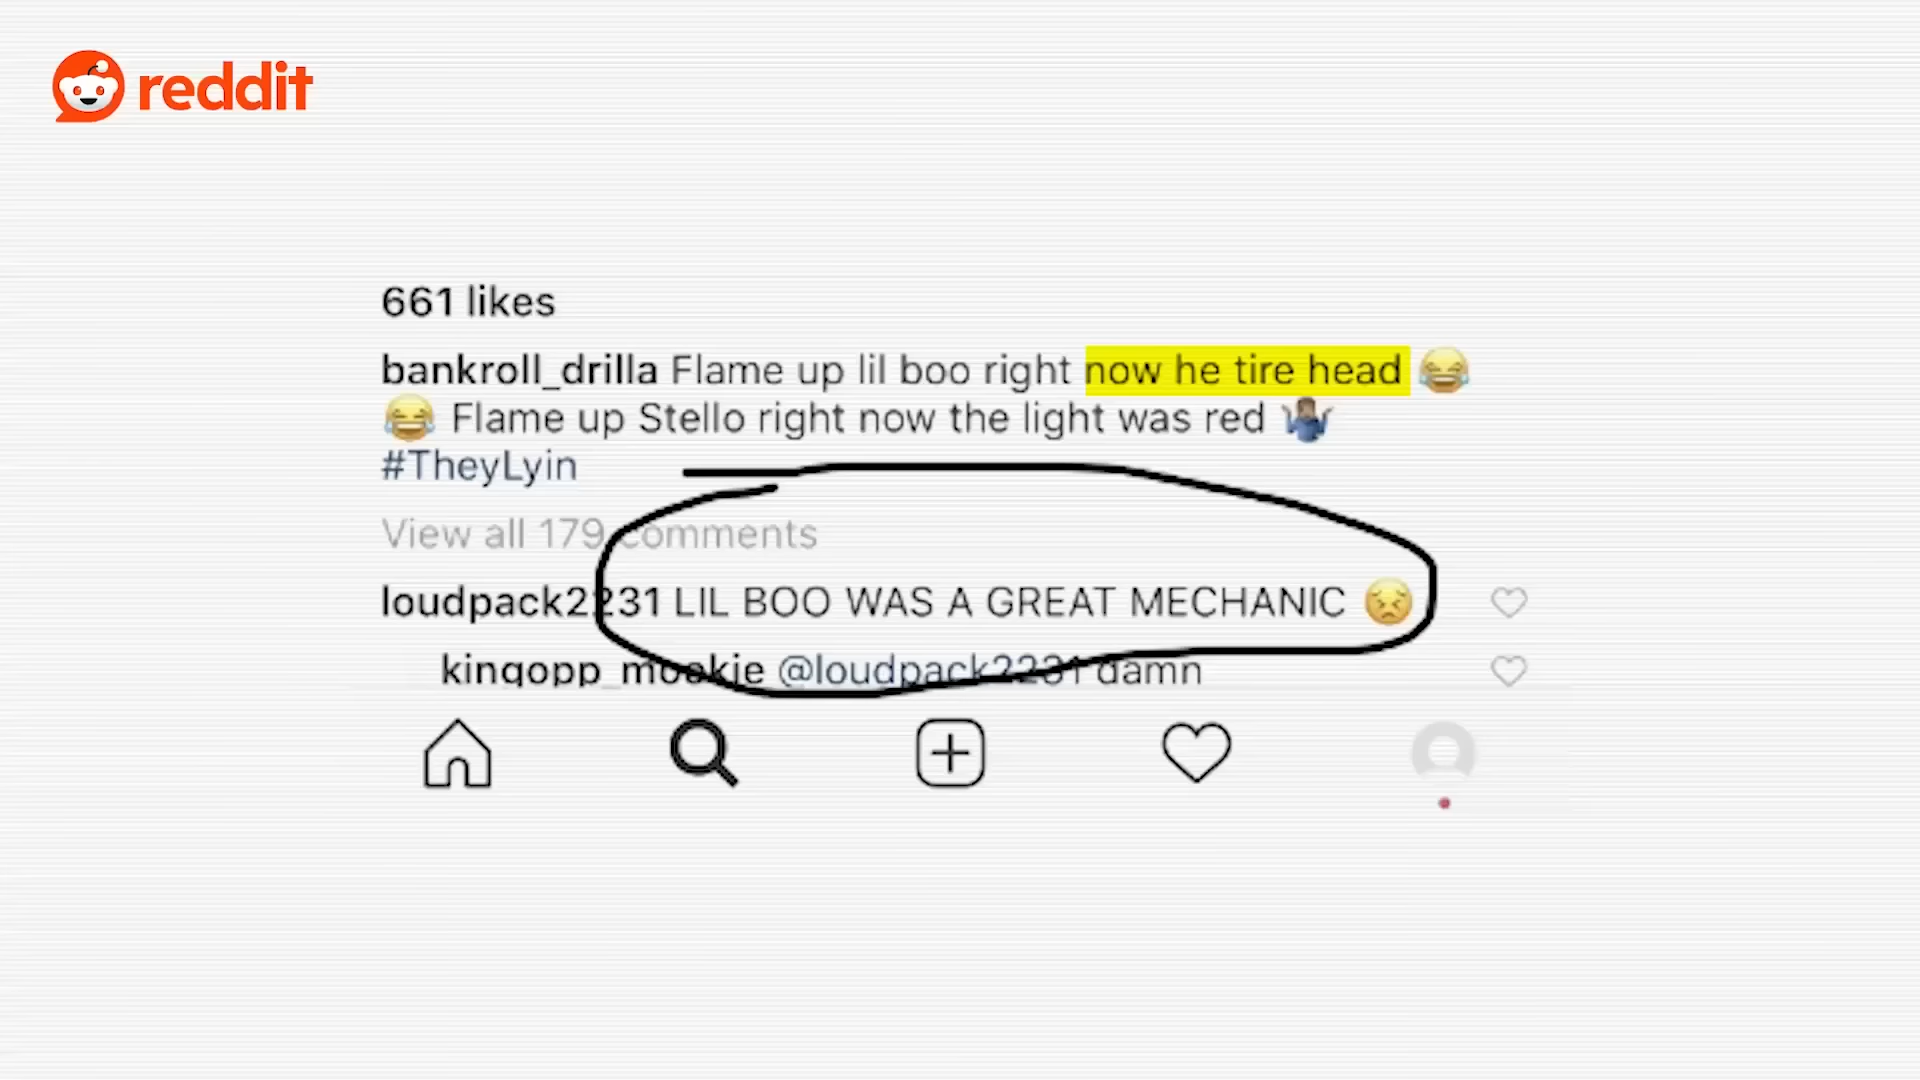 reddit
661 likes
bankroll_drilla Flame up lil boo right now he tire head 😂
😂 Flame up Stello right now the light was red 🤷🏽‍♂️
#TheyLyin
View all 179 comments
loudpack2231 LIL BOO WAS A GREAT MECHANIC 😣
kingopp_mookie @loudpack2231 damn